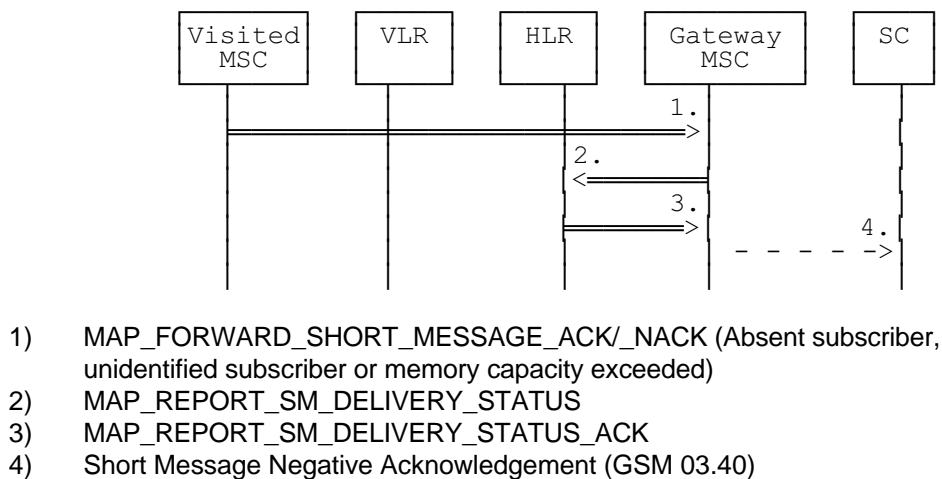 Visited MSC
VLR
HLR
Gateway MSC
SC
1.
2.
3.
4.
1) MAP_FORWARD_SHORT_MESSAGE_ACK/_NACK (Absent subscriber,
unidentified subscriber or memory capacity exceeded)
2) MAP_REPORT_SM_DELIVERY_STATUS
3) MAP_REPORT_SM_DELIVERY_STATUS_ACK
4) Short Message Negative Acknowledgement (GSM 03.40)